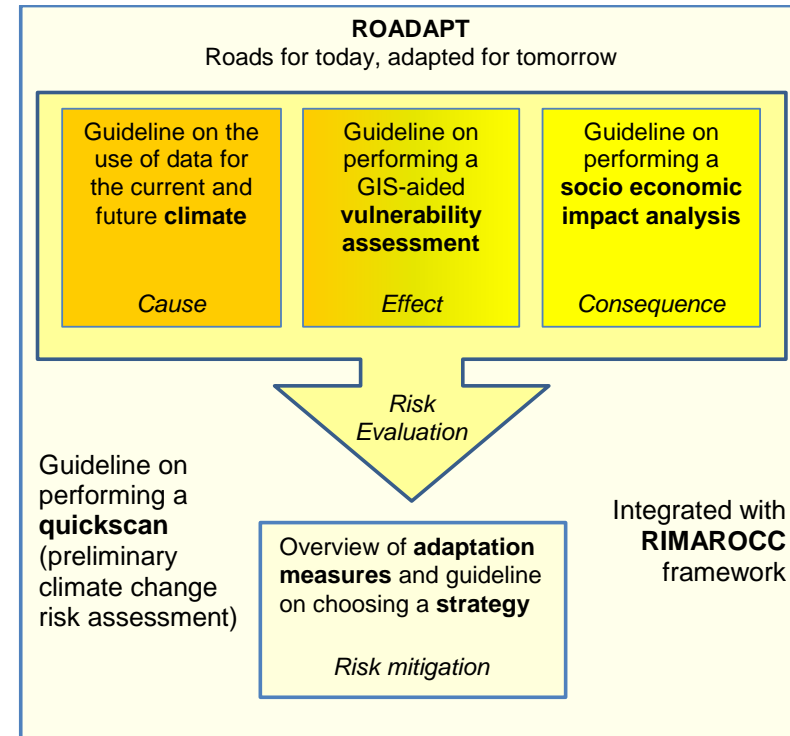 ROADAPT
Roads for today, adapted for tomorrow
Guideline on the
use of data for
the current and
future climate
Cause
Guideline on
performing a
GIS-aided
vulnerability
assessment
Effect
Guideline on
performing a
socio economic
impact analysis
Consequence
Risk
Evaluation
Guideline on
performing a
quickscan
(preliminary
climate change
risk assessment)
Overview of adaptation
measures and guideline
on choosing a strategy
Risk mitigation
Integrated with
RIMAROCC
framework